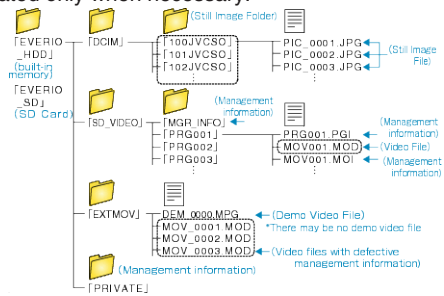 ated only when necessary.
(Still Image Folder)
「EVERIO_HDD」
(built-in memory)
「EVERIO_SD」
(SD Card)
「DCIM」
「100JVCSO」
「101JVCSO」
「102JVCSO」
PIC_0001.JPG
PIC_0002.JPG
PIC_0003.JPG
(Still Image File)
(Management information)
「SD_VIDEO」
「MGR_INFO」
「PRG001」
「PRG002」
「PRG003」
PRG001.PGI
MOV001.MOD
MOV001.MOI
(Management information)
(Video File)
(Management information)
「EXTMOV」
DEM_0000.MPG
(Demo Video File)
*There may be no demo video file
MOV_0001.MOD
MOV_0002.MOD
MOV_0003.MOD
(Video files with defective management information)
(Management information)
「PRIVATE」